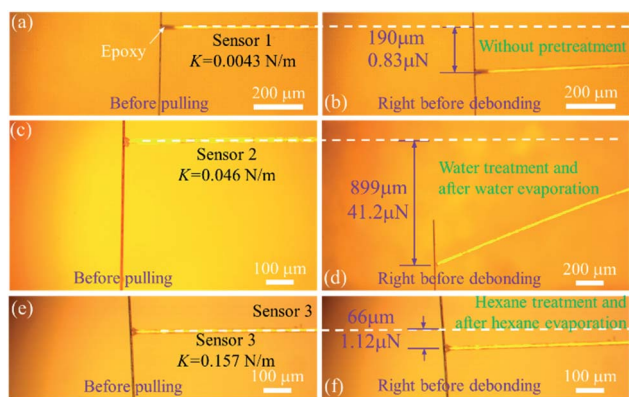 (a)
Epoxy
Sensor 1
K=0.0043 N/m
Before pulling
200 μm
190μm
0.83μN
Without pretreatment
(b)
Right before debonding
200 μm
(c)
Sensor 2
K=0.046 N/m
Before pulling
100 μm
899μm
41.2μN
Water treatment and
after water evaporation
(d)
Right before debonding
200 μm
(e)
Sensor 3
Sensor 3
K=0.157 N/m
Before pulling
100 μm
Hexane treatment and
after hexane evaporation
66μm
1.12μN
(f)
Right before debonding
100 μm